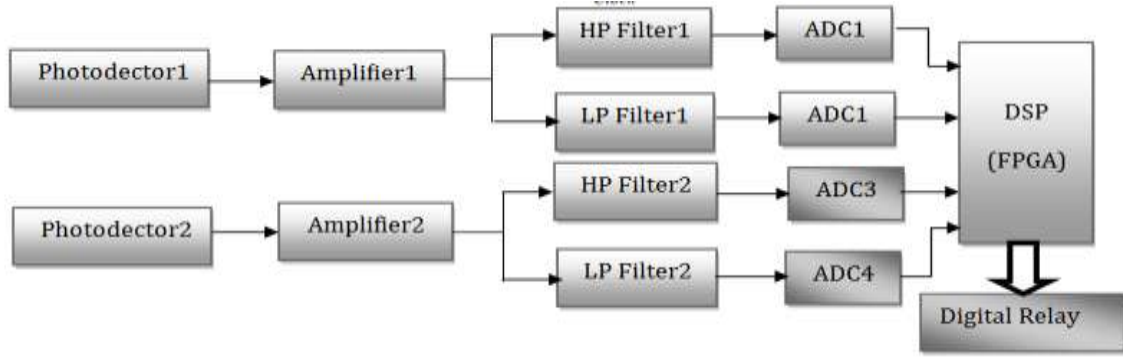 HP Filter1
ADC1
Photodector1
Amplifier1
LP Filter1
ADC1
DSP
(FPGA)
HP Filter2
ADC3
Photodector2
Amplifier2
LP Filter2
ADC4
Digital Relay